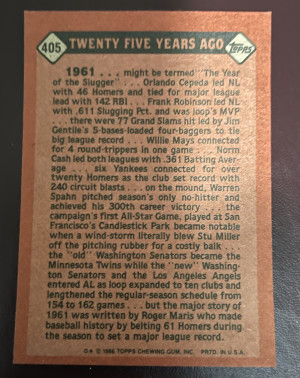 405
TWENTY FIVE YEARS AGO
TOPPS
1961 . . . might be termed "The Year
of the Slugger" . . . Orlando Cepeda led NL
with 46 Homers and tied for major league
lead with 142 RBI . . . Frank Robinson led NL
with .611 Slugging Pct. and was loop's MVP
. . . there were 77 Grand Slams hit led by Jim
Gentile's 5-bases-loaded four-baggers to tie
big league record . . . Willie Mays connected
for 4 round-trippers in one game . . . Norm
Cash led both leagues with .361 Batting Aver-
age . . . six Yankees connected for over
twenty Homers as the club set record with
240 circuit blasts . . . on the mound, Warren
Spahn pitched season's only no-hitter and
achieved his 300th career victory . . . the
campaign's first All-Star Game, played at San
Francisco's Candlestick Park became notable
when a wind-storm literally blew Stu Miller
off the pitching rubber for a costly balk . .
the "old" Washington Senators became the
Minnesota Twins while the "new" Washing-
ton Senators and the Los Angeles Angels
entered AL as loop expanded to ten clubs and
lengthened the regular-season schedule from
154 to 162 games . . . but the major story of
1961 was written by Roger Maris who made
baseball history by belting 61 Homers during
the season to set a major league record.
© 1986 TOPPS CHEWING GUM, INC. PRTD. IN U.S.A.